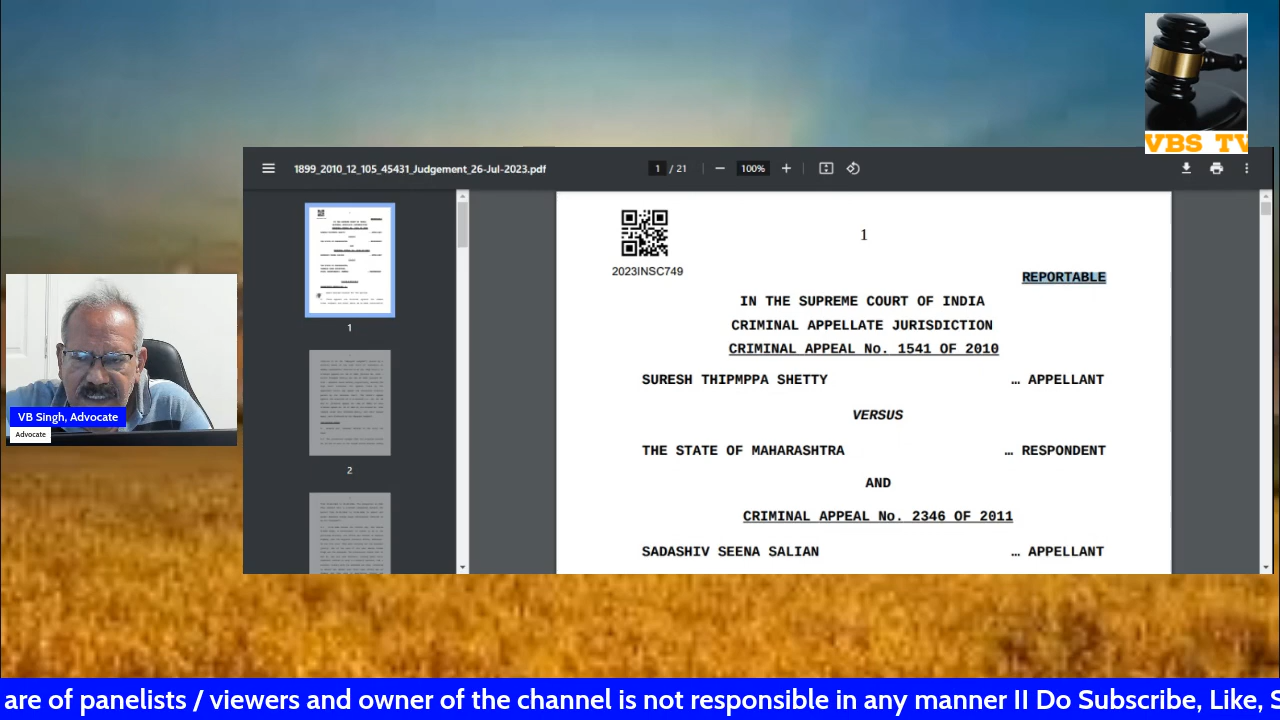 VBS TV
1899_2010_12_105_45431_Judgement_26-Jul-2023.pdf
1 / 21
100%
1
2023INSC749
REPORTABLE
IN THE SUPREME COURT OF INDIA
CRIMINAL APPELLATE JURISDICTION
CRIMINAL APPEAL No. 1541 OF 2010
SURESH THIPMPPA SHETTY … APPELLANT
VERSUS
THE STATE OF MAHARASHTRA … RESPONDENT
AND
CRIMINAL APPEAL No. 2346 OF 2011
SADASHIV SEENA SALIAN … APPELLANT
1
2
VB Singh, Advocate
Advocate
are of panelists / viewers and owner of the channel is not responsible in any manner II Do Subscribe, Like, S